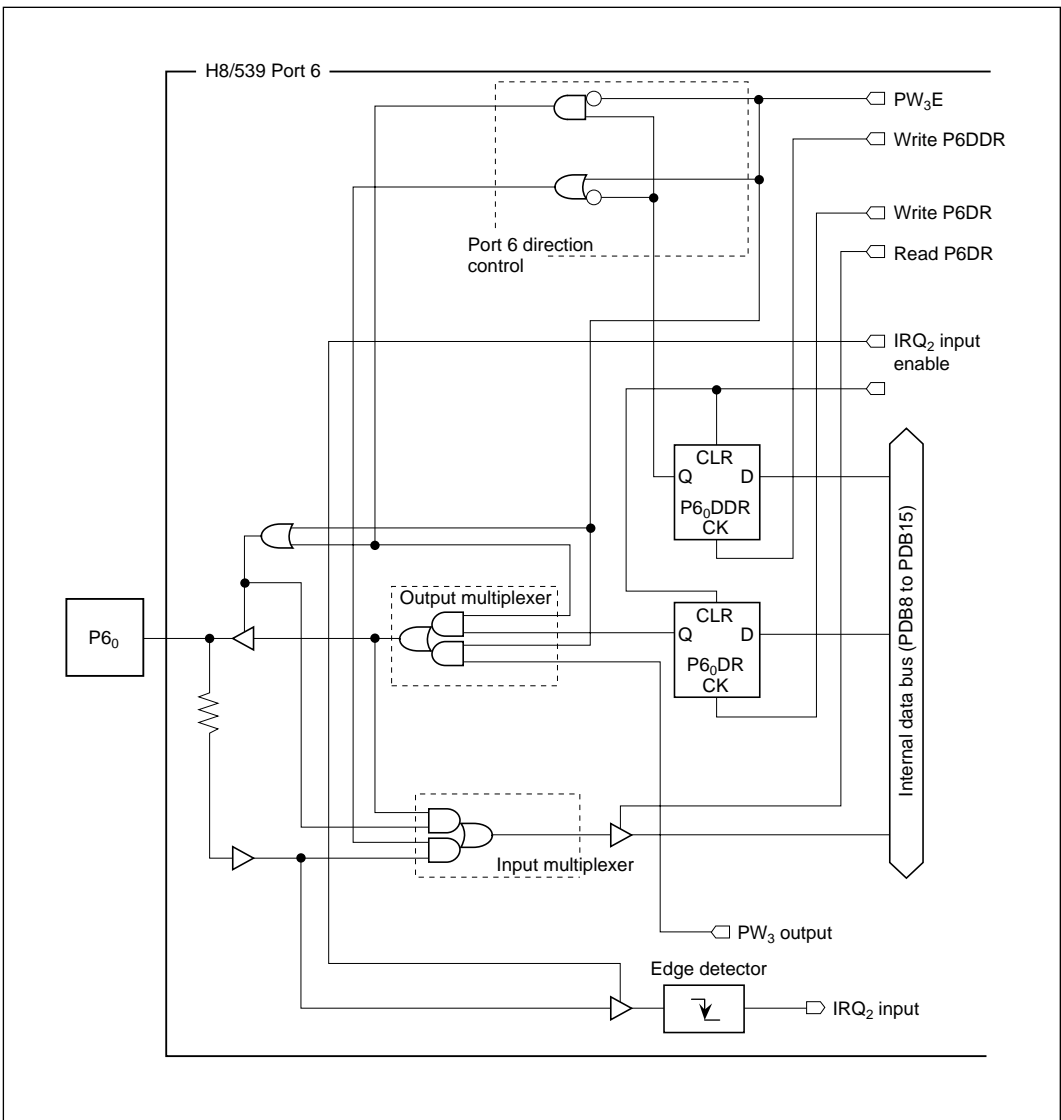 H8/539 Port 6
PW₃E
Write P6DDR
Write P6DR
Port 6 direction
control
Read P6DR
IRQ₂ input
enable
CLR
Q D
P6₀DDR
CK
Output multiplexer
P6₀
CLR
Q D
P6₀DR
CK
Internal data bus (PDB8 to PDB15)
Input multiplexer
PW₃ output
Edge detector
IRQ₂ input